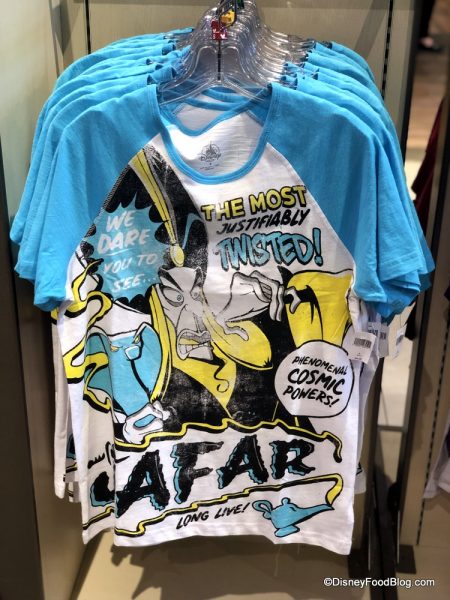 WE
DARE
YOU TO
SEE...
THE MOST
JUSTIFIABLY
TWISTED!
PHENOMENAL
COSMIC
POWERS!
JAFAR
LONG LIVE!
©DisneyFoodBlog.com